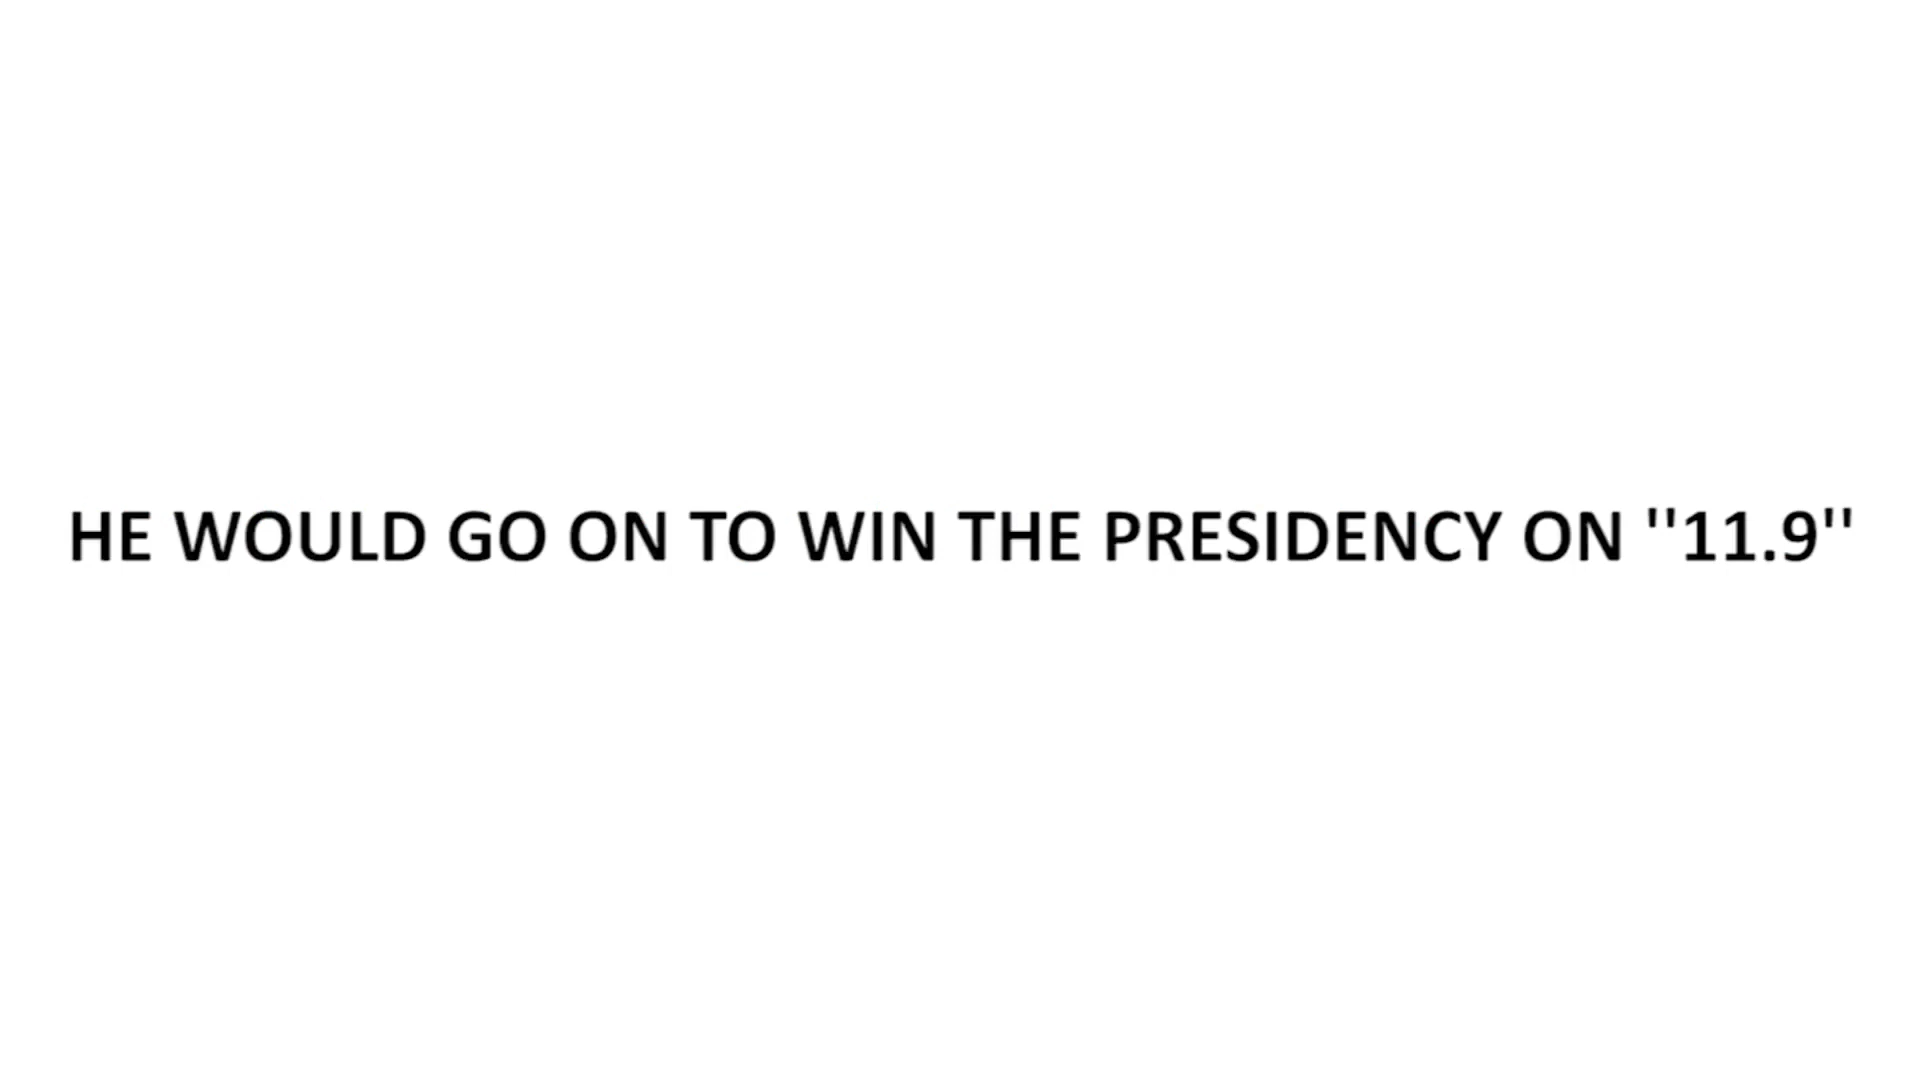 HE WOULD GO ON TO WIN THE PRESIDENCY ON "11.9"